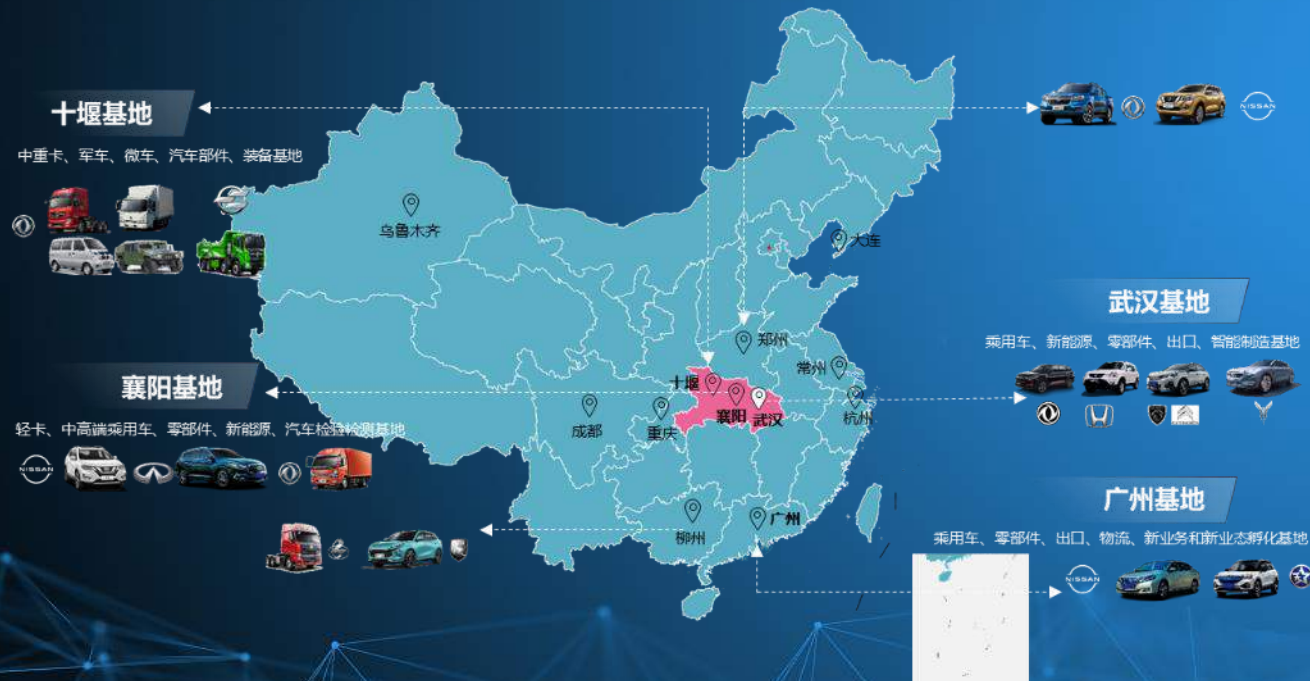 十堰基地
中重卡、军车、微车、汽车部件、装备基地
NISSAN
乌鲁木齐
大连
武汉基地
乘用车、新能源、零部件、出口、智能制造基地
郑州
常州
十堰
襄阳
武汉
杭州
成都
重庆
襄阳基地
轻卡、中高端乘用车、零部件、新能源、汽车检验检测基地
NISSAN
广州基地
乘用车、零部件、出口、物流、新业务和新业态孵化基地
柳州
广州
NISSAN